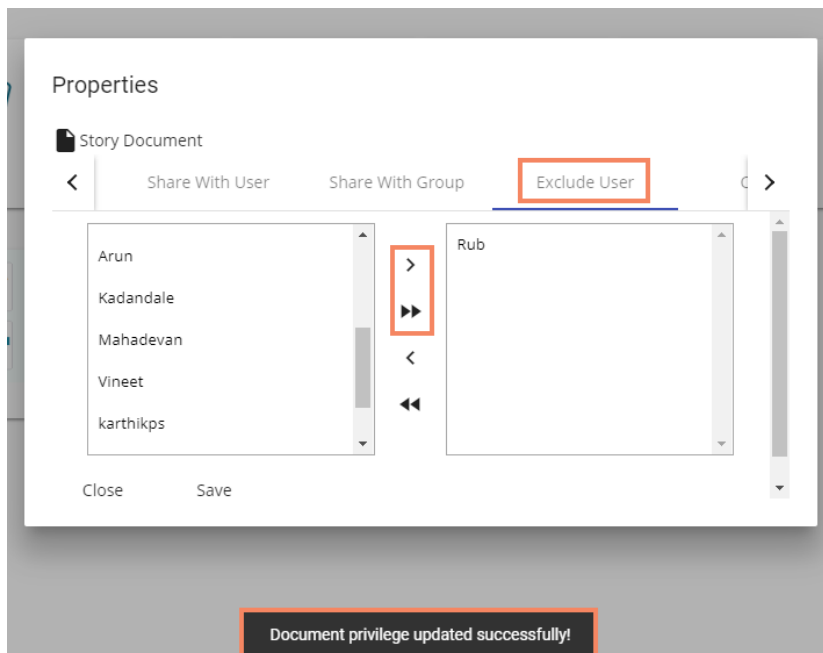 Properties
Story Document
Share With User Share With Group Exclude User
Arun
Kadandale
Mahadevan
Vineet
karthikps
Rub
Close Save
Document privilege updated successfully!